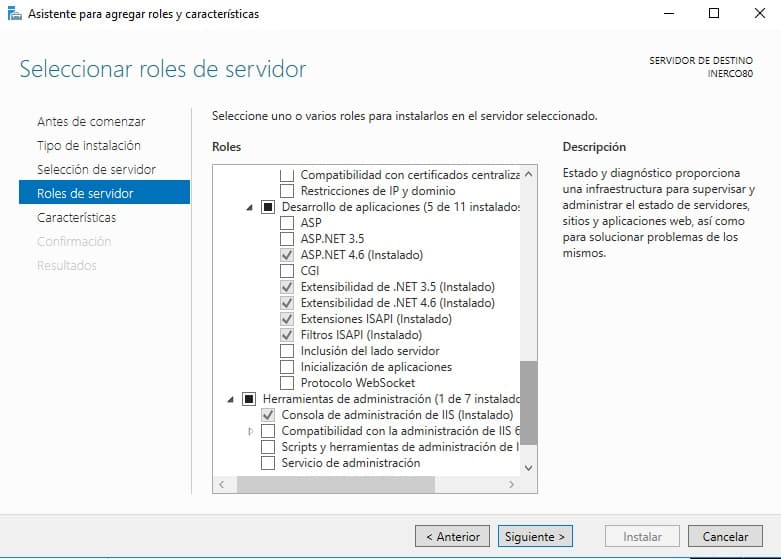 Asistente para agregar roles y características
Seleccionar roles de servidor
SERVIDOR DE DESTINO
INERCO80
Antes de comenzar
Tipo de instalación
Selección de servidor
Roles de servidor
Características
Confirmación
Resultados
Seleccione uno o varios roles para instalarlos en el servidor seleccionado.
Roles
Compatibilidad con certificados centraliza
Restricciones de IP y dominio
Desarrollo de aplicaciones (5 de 11 instalados
ASP
ASP.NET 3.5
ASP.NET 4.6 (Instalado)
CGI
Extensibilidad de .NET 3.5 (Instalado)
Extensibilidad de .NET 4.6 (Instalado)
Extensiones ISAPI (Instalado)
Filtros ISAPI (Instalado)
Inclusión del lado servidor
Inicialización de aplicaciones
Protocolo WebSocket
Herramientas de administración (1 de 7 instalado
Consola de administración de IIS (Instalado)
Compatibilidad con la administración de IIS 6
Scripts y herramientas de administración de I
Servicio de administración
Descripción
Estado y diagnóstico proporciona
una infraestructura para supervisar y
administrar el estado de servidores,
sitios y aplicaciones web, así como
para solucionar problemas de los
mismos.
< Anterior
Siguiente >
Instalar
Cancelar